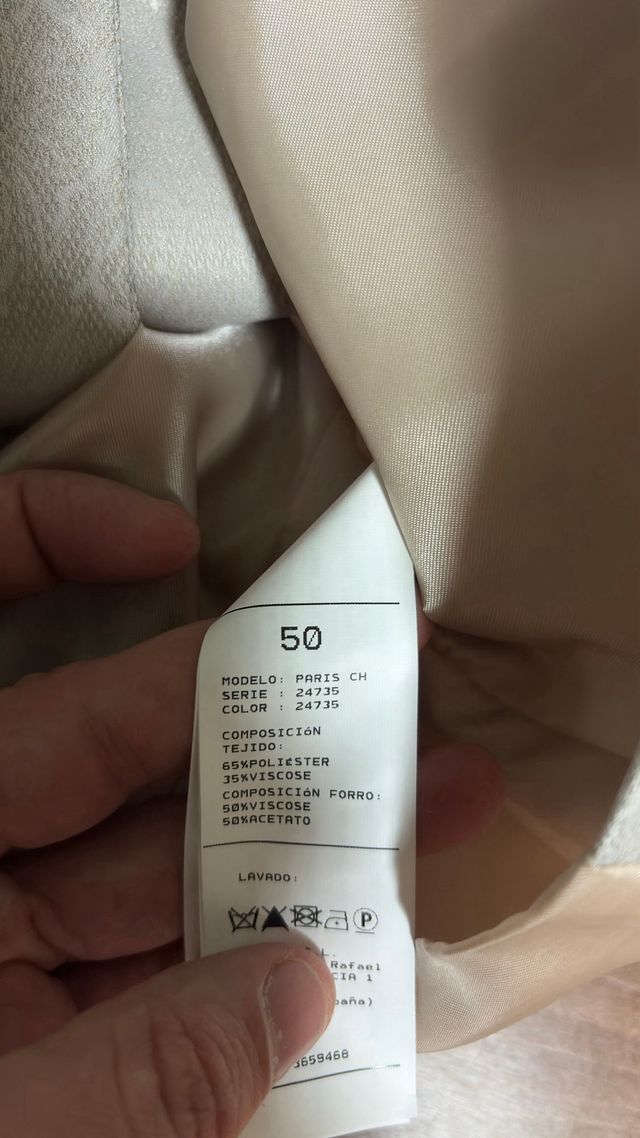 50
MODELO: PARIS CH
SERIE : 24735
COLOR : 24735
COMPOSICIóN
TEJIDO:
65%POLIéSTER
35%VISCOSE
COMPOSICIóN FORRO:
50%VISCOSE
50%ACETATO
LAVADO:
P
Rafael
CIA 1
paña)
3659468